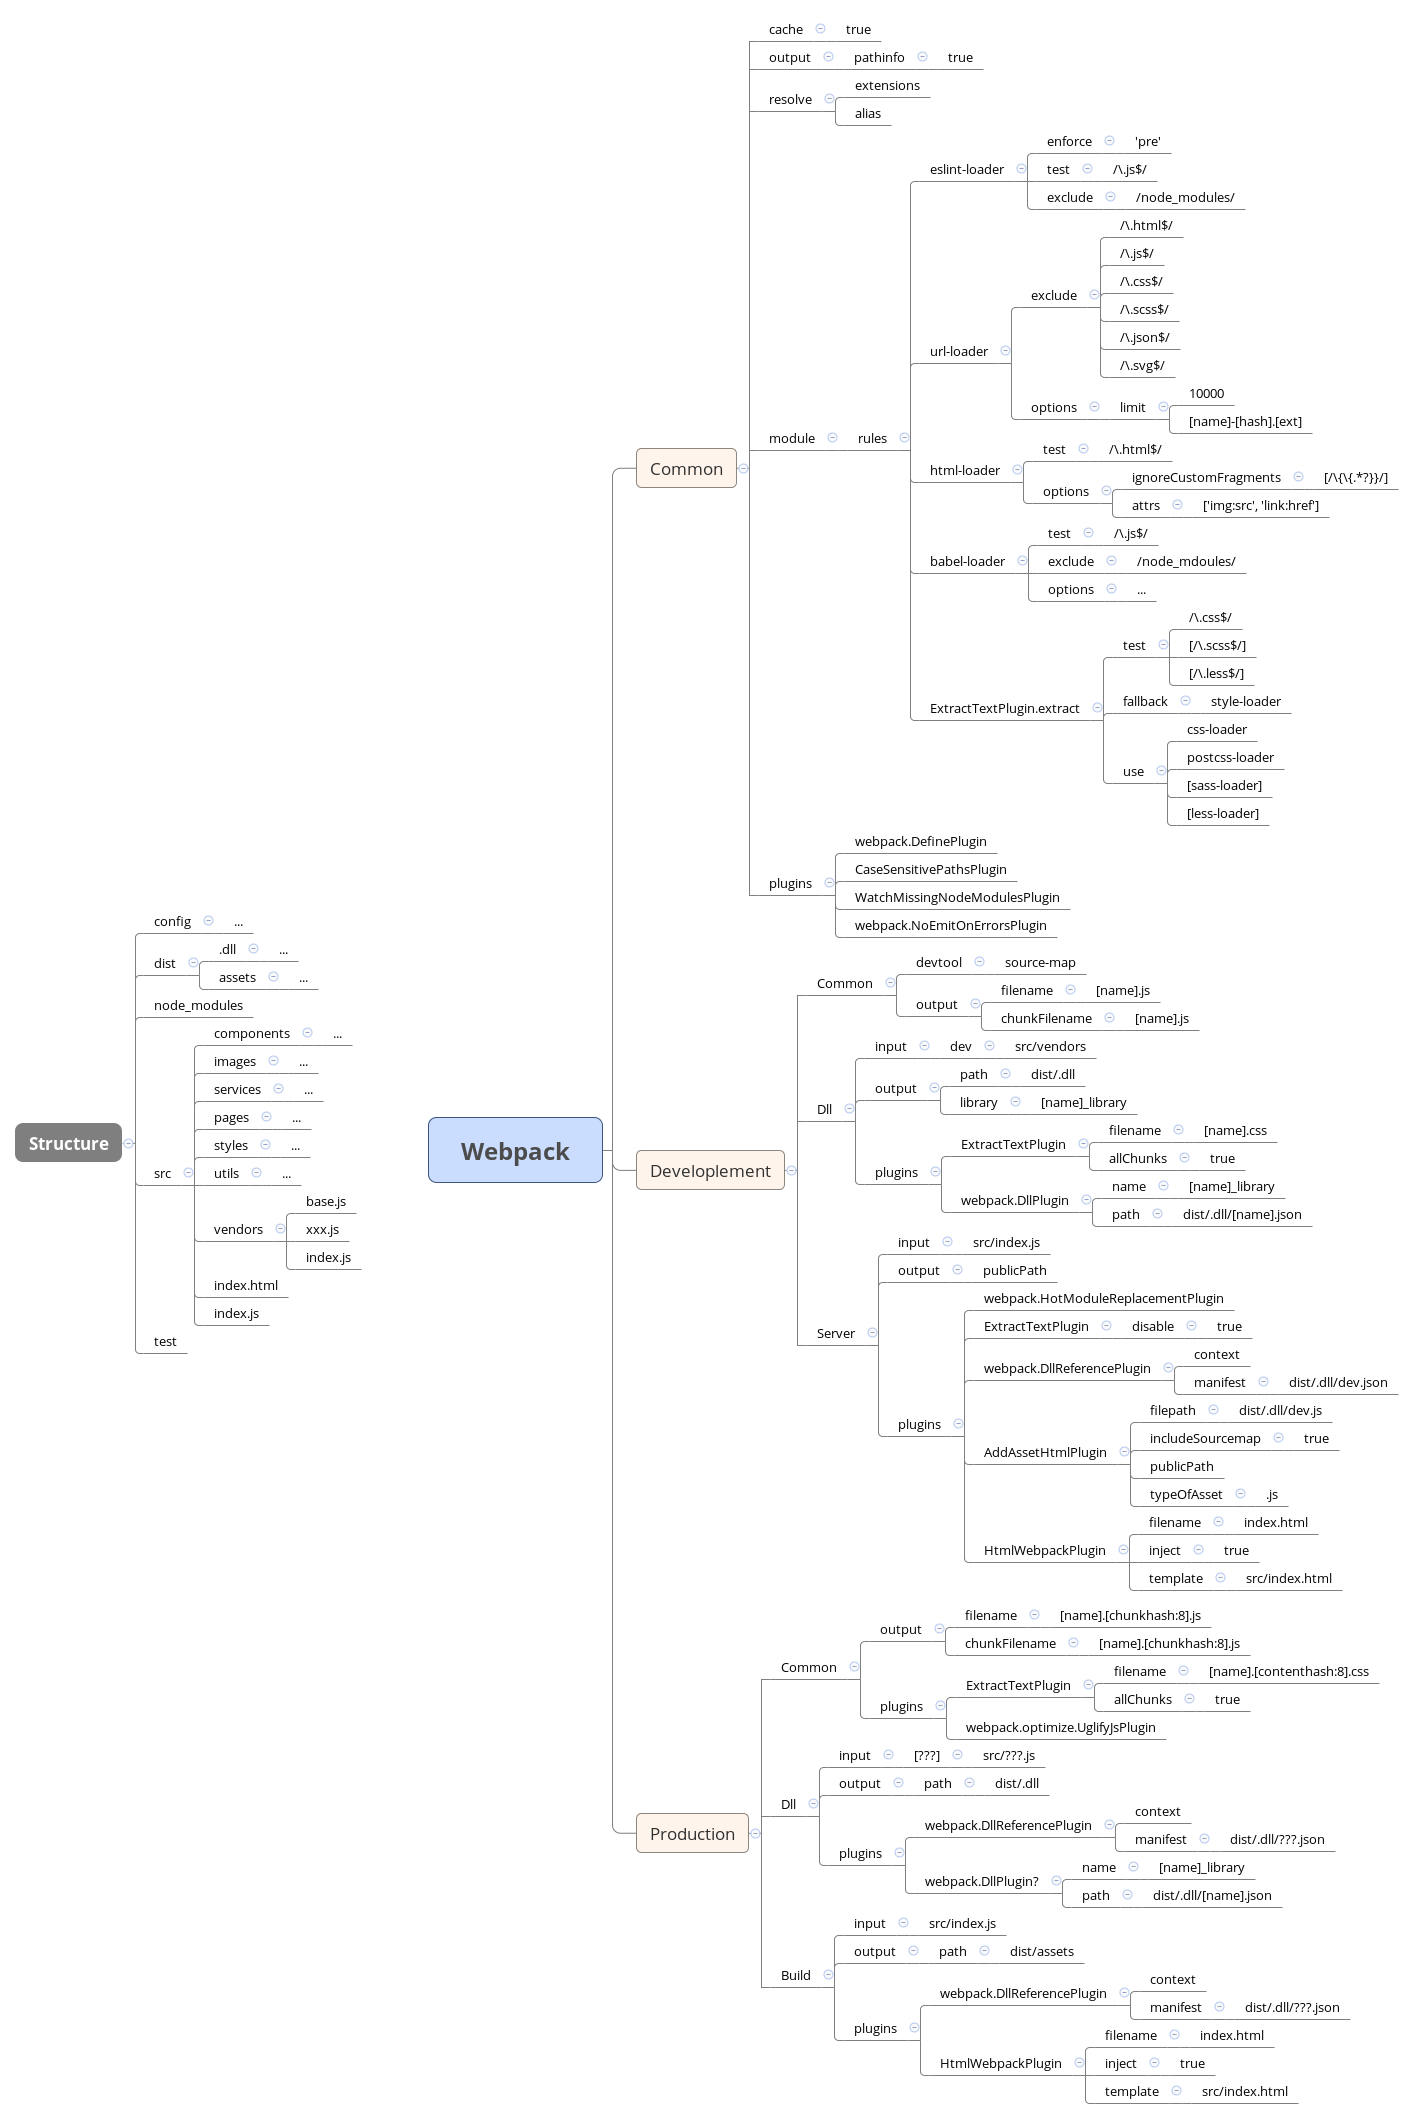 Structure
config ...
dist
.dll ...
assets ...
node_modules
src
components ...
images ...
services ...
pages ...
styles ...
utils ...
vendors
base.js
xxx.js
index.js
index.html
index.js
test
Webpack
Common
cache true
output pathinfo true
resolve
extensions
alias
module rules
eslint-loader
enforce 'pre'
test /\.js$/
exclude /node_modules/
url-loader
exclude
/\.html$/
/\.js$/
/\.css$/
/\.scss$/
/\.json$/
/\.svg$/
options limit
10000
[name]-[hash].[ext]
html-loader
test /\.html$/
options
ignoreCustomFragments [/\{\{.*?}}/]
attrs ['img:src', 'link:href']
babel-loader
test /\.js$/
exclude /node_mdoules/
options ...
ExtractTextPlugin.extract
test
/\.css$/
[/\.scss$/]
[/\.less$/]
fallback style-loader
use
css-loader
postcss-loader
[sass-loader]
[less-loader]
plugins
webpack.DefinePlugin
CaseSensitivePathsPlugin
WatchMissingNodeModulesPlugin
webpack.NoEmitOnErrorsPlugin
Developlement
Common
devtool source-map
output
filename [name].js
chunkFilename [name].js
Dll
input dev src/vendors
output
path dist/.dll
library [name]_library
plugins
ExtractTextPlugin
filename [name].css
allChunks true
webpack.DllPlugin
name [name]_library
path dist/.dll/[name].json
Server
input src/index.js
output publicPath
plugins
webpack.HotModuleReplacementPlugin
ExtractTextPlugin disable true
webpack.DllReferencePlugin
context
manifest dist/.dll/dev.json
AddAssetHtmlPlugin
filepath dist/.dll/dev.js
includeSourcemap true
publicPath
typeOfAsset .js
HtmlWebpackPlugin
filename index.html
inject true
template src/index.html
Production
Common
output
filename [name].[chunkhash:8].js
chunkFilename [name].[chunkhash:8].js
plugins
ExtractTextPlugin
filename [name].[contenthash:8].css
allChunks true
webpack.optimize.UglifyJsPlugin
Dll
input [???] src/???.js
output path dist/.dll
plugins
webpack.DllReferencePlugin
context
manifest dist/.dll/???.json
webpack.DllPlugin?
name [name]_library
path dist/.dll/[name].json
Build
input src/index.js
output path dist/assets
plugins
webpack.DllReferencePlugin
context
manifest dist/.dll/???.json
HtmlWebpackPlugin
filename index.html
inject true
template src/index.html